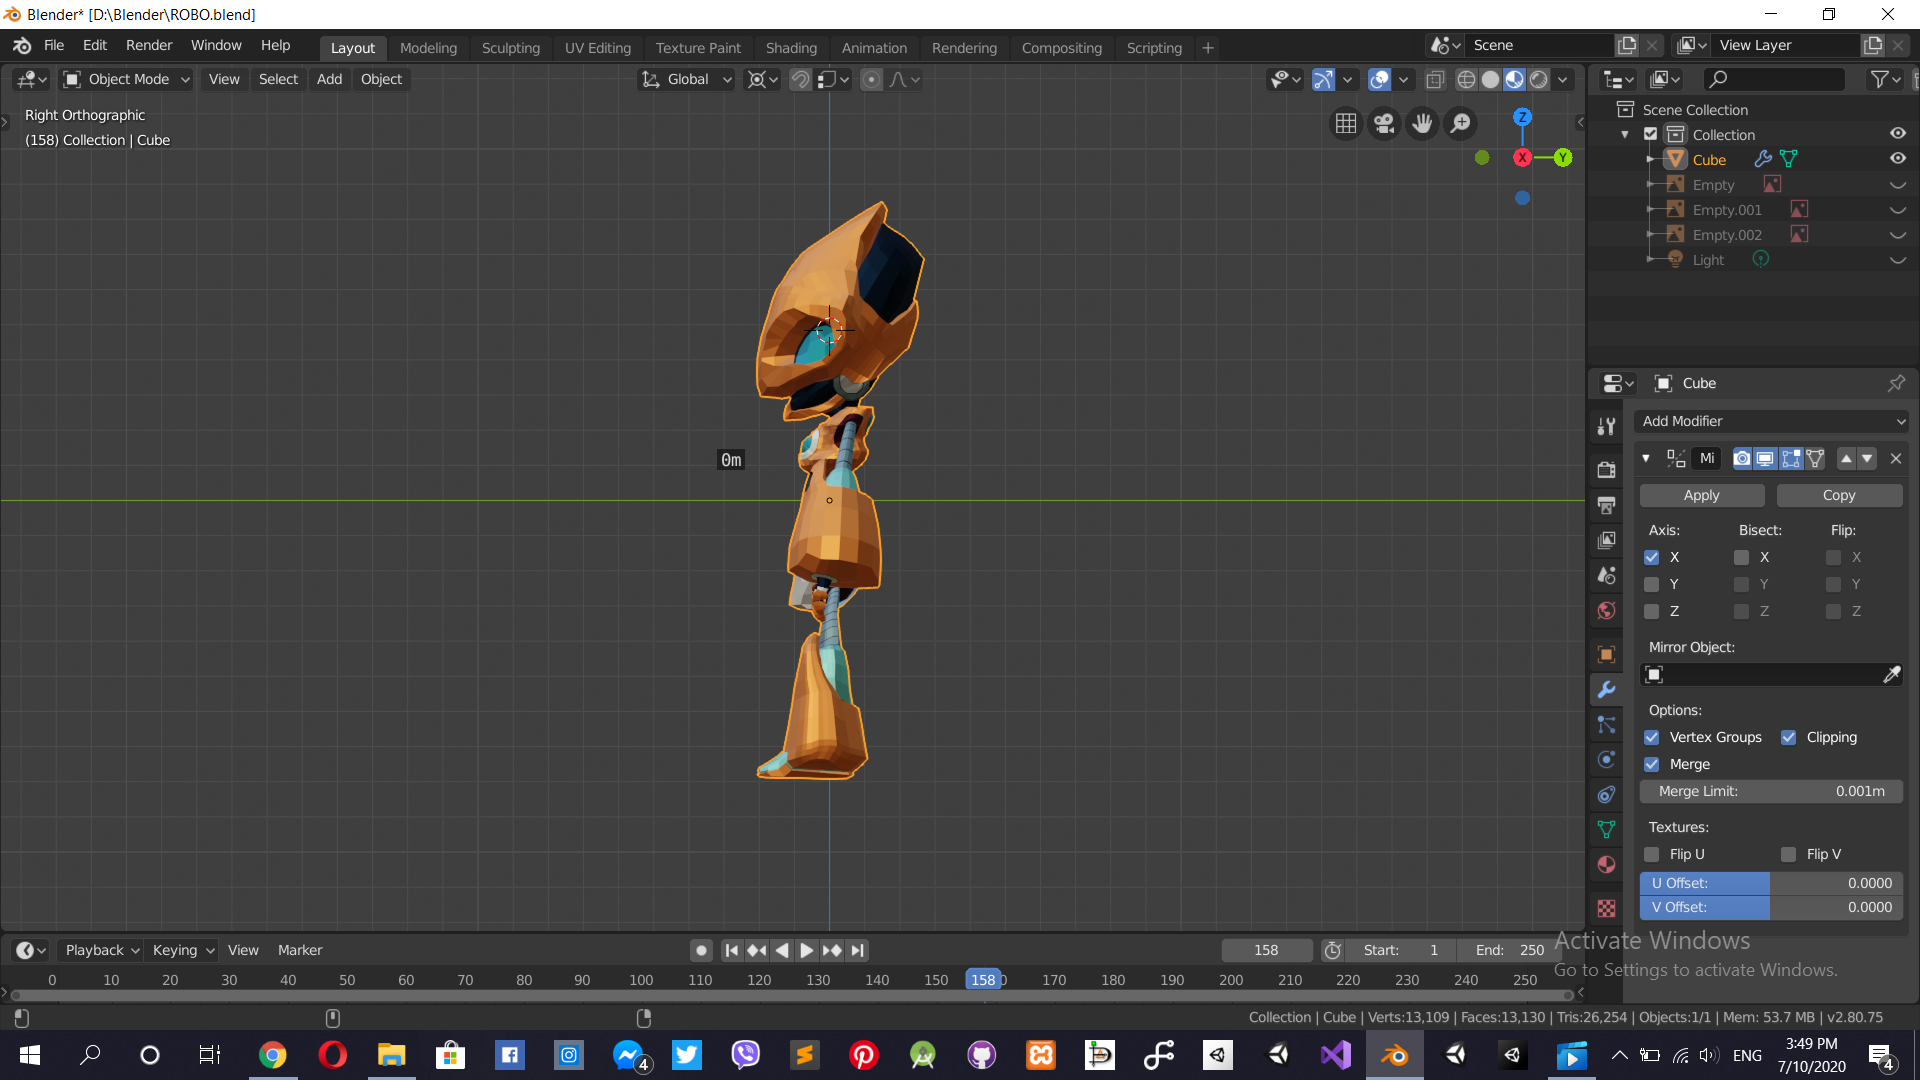 Blender* [D:\Blender\ROBO.blend]
File Edit Render Window Help Layout Modeling Sculpting UV Editing Texture Paint Shading Animation Rendering Compositing Scripting Scene View Layer
Object Mode View Select Add Object Global
Right Orthographic
(158) Collection | Cube
Z
X Y
0m
Scene Collection
Collection
Cube
Empty
Empty.001
Empty.002
Light
Cube
Add Modifier
Mi
Apply Copy
Axis: Bisect: Flip:
X X X
Y Y Y
Z Z Z
Mirror Object:
Options:
Vertex Groups Clipping
Merge
Merge Limit: 0.001m
Textures:
Flip U Flip V
U Offset: 0.0000
V Offset: 0.0000
Activate Windows
Go to Settings to activate Windows.
Playback Keying View Marker 158 Start: 1 End: 250
0 10 20 30 40 50 60 70 80 90 100 110 120 130 140 150 158 0 170 180 190 200 210 220 230 240 250
Collection | Cube | Verts:13,109 | Faces:13,130 | Tris:26,254 | Objects:1/1 | Mem: 53.7 MB | v2.80.75
4 ENG 3:49 PM
7/10/2020 4